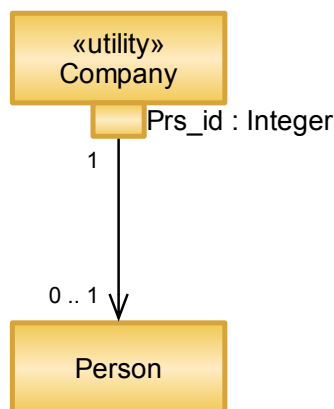 «utility»
Company
Prs_id : Integer
1
0 .. 1
Person